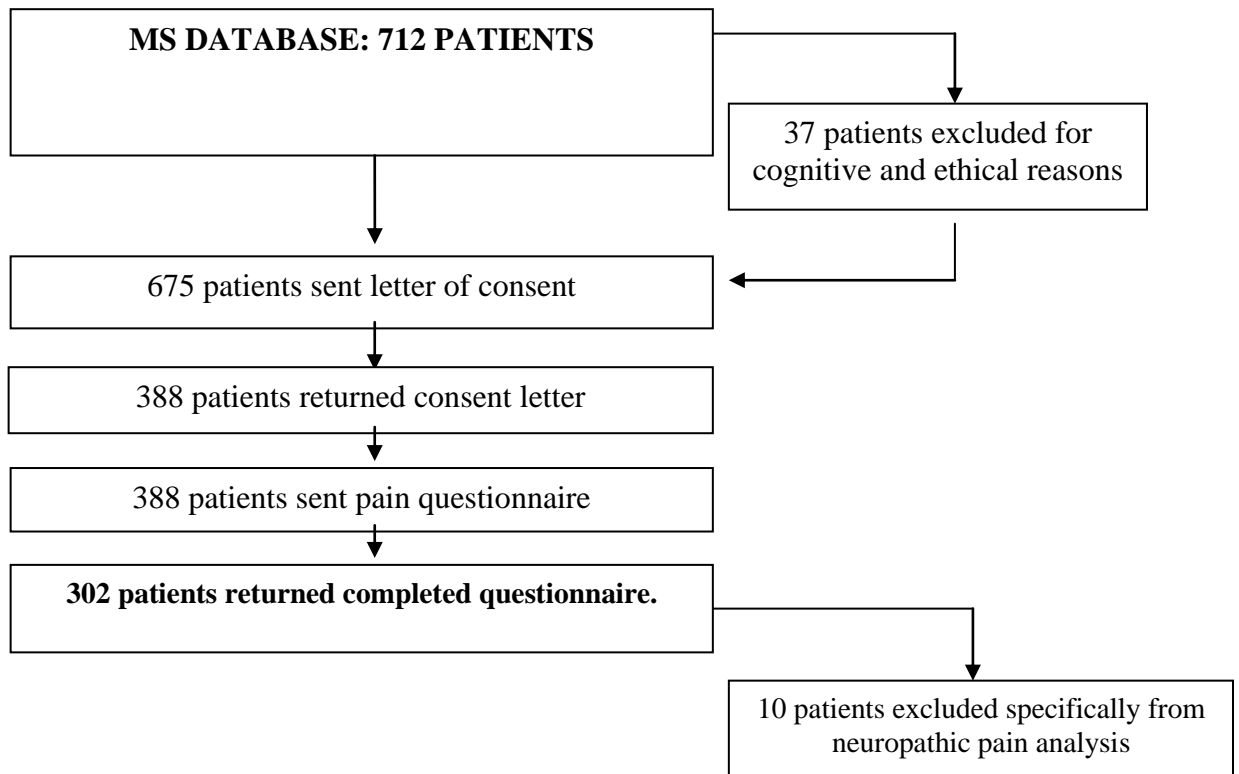 MS DATABASE: 712 PATIENTS
37 patients excluded for
cognitive and ethical reasons
675 patients sent letter of consent
388 patients returned consent letter
388 patients sent pain questionnaire
302 patients returned completed questionnaire.
10 patients excluded specifically from
neuropathic pain analysis